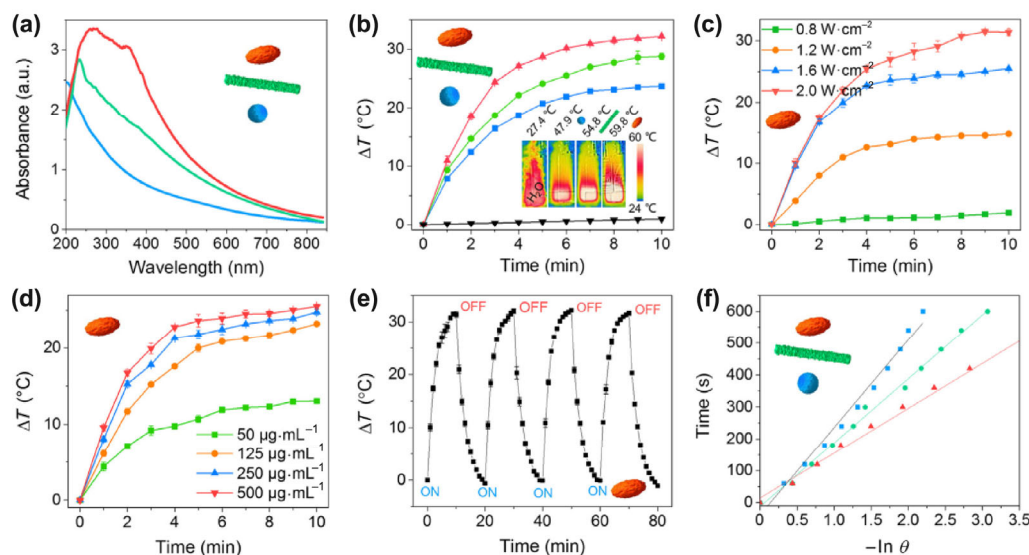 (a)
3
2
1
0
Absorbance (a.u.)
200 300 400 500 600 700 800
Wavelength (nm)
(b)
30
20
10
0
ΔT (°C)
27.4 °C
47.9 °C
54.8 °C
59.8 °C
H₂O
60 °C
24 °C
0 2 4 6 8 10
Time (min)
(c)
30
20
10
0
ΔT (°C)
0.8 W·cm⁻²
1.2 W·cm⁻²
1.6 W·cm⁻²
2.0 W·cm⁻²
0 2 4 6 8 10
Time (min)
(d)
20
10
0
ΔT (°C)
50 μg·mL⁻¹
125 μg·mL⁻¹
250 μg·mL⁻¹
500 μg·mL⁻¹
0 2 4 6 8 10
Time (min)
(e)
OFF OFF OFF OFF
30
20
10
0
ΔT (°C)
ON ON ON ON
0 20 40 60 80
Time (min)
(f)
600
500
400
300
200
100
0
Time (s)
0.0 0.5 1.0 1.5 2.0 2.5 3.0 3.5
−ln θ